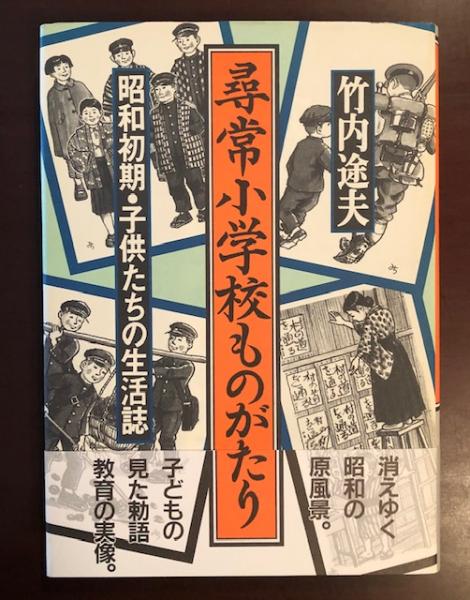 竹内途夫
尋常小学校ものがたり
昭和初期・子供たちの生活誌
消えゆく
昭和の
原風景。
子どもの
見た勅語
教育の実像。